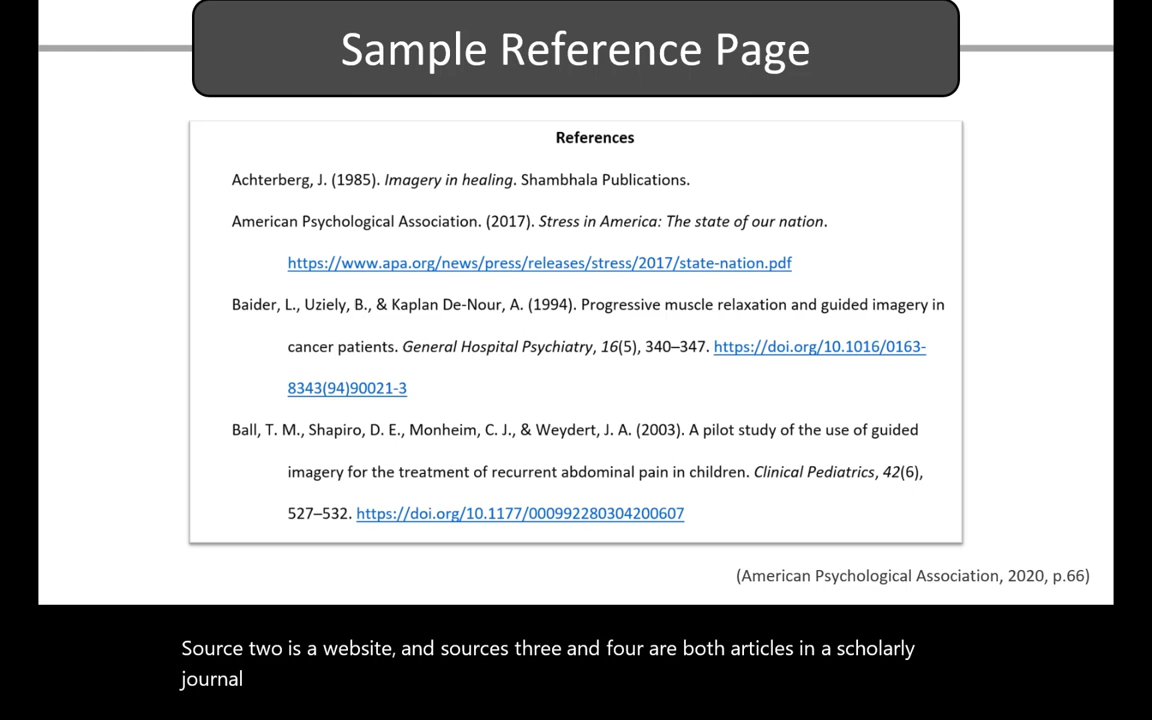 Sample Reference Page
References
Achterberg, J. (1985). Imagery in healing. Shambhala Publications.
American Psychological Association. (2017). Stress in America: The state of our nation.
https://www.apa.org/news/press/releases/stress/2017/state-nation.pdf
Baider, L., Uziely, B., & Kaplan De-Nour, A. (1994). Progressive muscle relaxation and guided imagery in
cancer patients. General Hospital Psychiatry, 16(5), 340–347. https://doi.org/10.1016/0163-
8343(94)90021-3
Ball, T. M., Shapiro, D. E., Monheim, C. J., & Weydert, J. A. (2003). A pilot study of the use of guided
imagery for the treatment of recurrent abdominal pain in children. Clinical Pediatrics, 42(6),
527–532. https://doi.org/10.1177/000992280304200607
(American Psychological Association, 2020, p.66)
Source two is a website, and sources three and four are both articles in a scholarly
journal